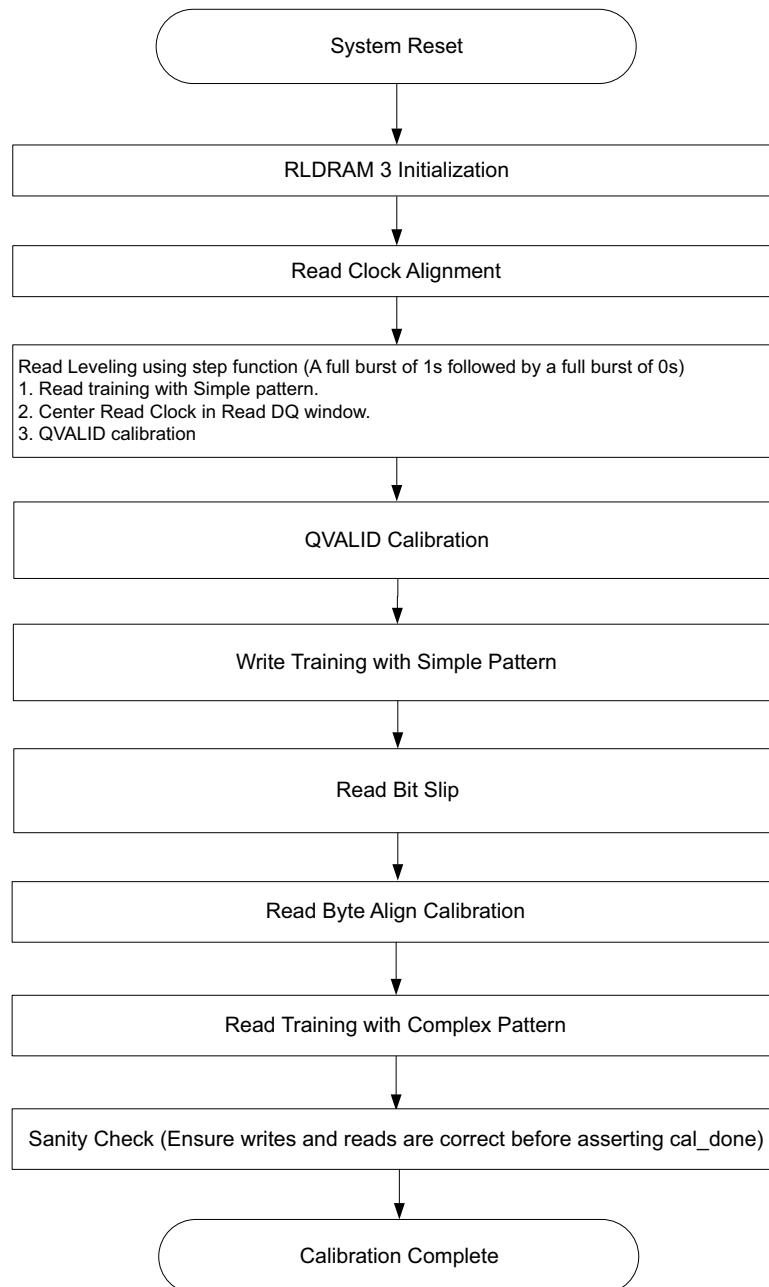 System Reset
RLDRAM 3 Initialization
Read Clock Alignment
Read Leveling using step function (A full burst of 1s followed by a full burst of 0s)
1. Read training with Simple pattern.
2. Center Read Clock in Read DQ window.
3. QVALID calibration
QVALID Calibration
Write Training with Simple Pattern
Read Bit Slip
Read Byte Align Calibration
Read Training with Complex Pattern
Sanity Check (Ensure writes and reads are correct before asserting cal_done)
Calibration Complete